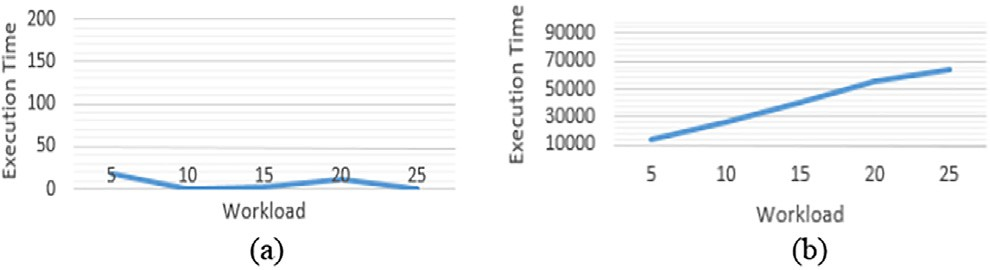 Execution Time
200
150
100
50
0
5 10 15 20 25
Workload
(a)
Execution Time
90000
70000
50000
30000
10000
5 10 15 20 25
Workload
(b)